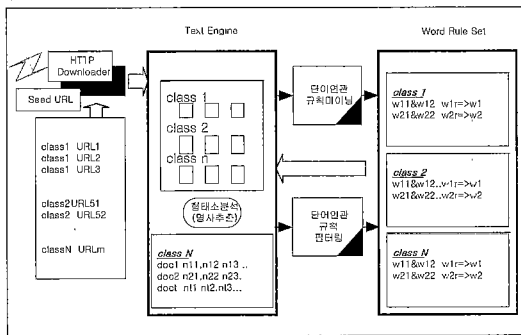 Text Engine
Word Rule Set
HTTP
Downloader
Seed URL
class1 URL1
class1 URL2
class1 URL3
class2URL51
class2 URL52
classN URLm
class 1
class 2
class n
형태소분석
(명사추출)
class N
doc1 n11,n12 n13..
doc2 n21,n22 n23..
doct nt1 nt2,nt3...
단어연관
규칙마이닝
단어연관
규칙
필터링
class 1
w11&w12 w1r=>w1
w21&w22 w2r=>w2
class 2
w11&w12..w1r=>w1
w21&w22..w2r=>w2
class N
w11&w12 w1r=>w1
w21&w22 w2r=>w2